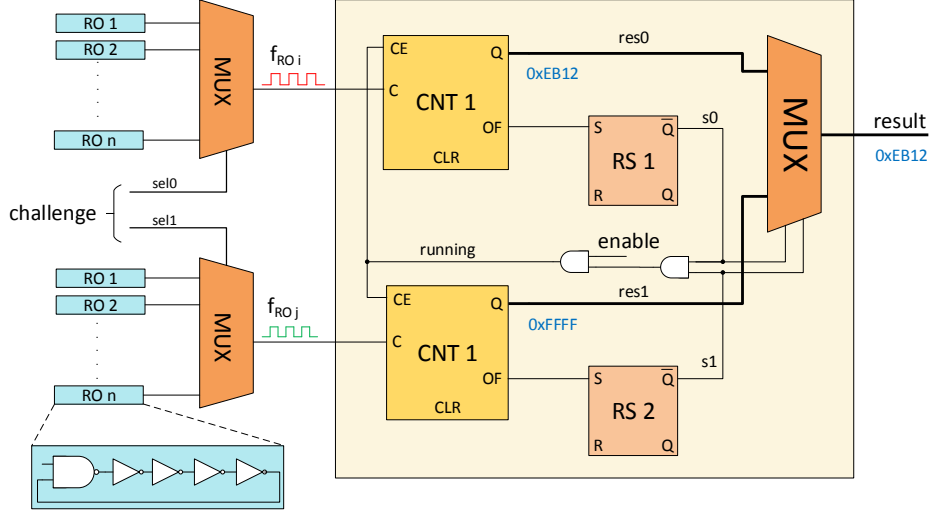 RO 1
RO 2
RO n
MUX
f_RO i
challenge
sel0
sel1
RO 1
RO 2
RO n
MUX
f_RO j
CE
C
Q
CNT 1
OF
CLR
0xEB12
res0
S
Q̅
RS 1
R
Q
s0
MUX
result
0xEB12
running
enable
CE
C
Q
CNT 1
OF
CLR
res1
0xFFFF
S
Q̅
RS 2
R
Q
s1